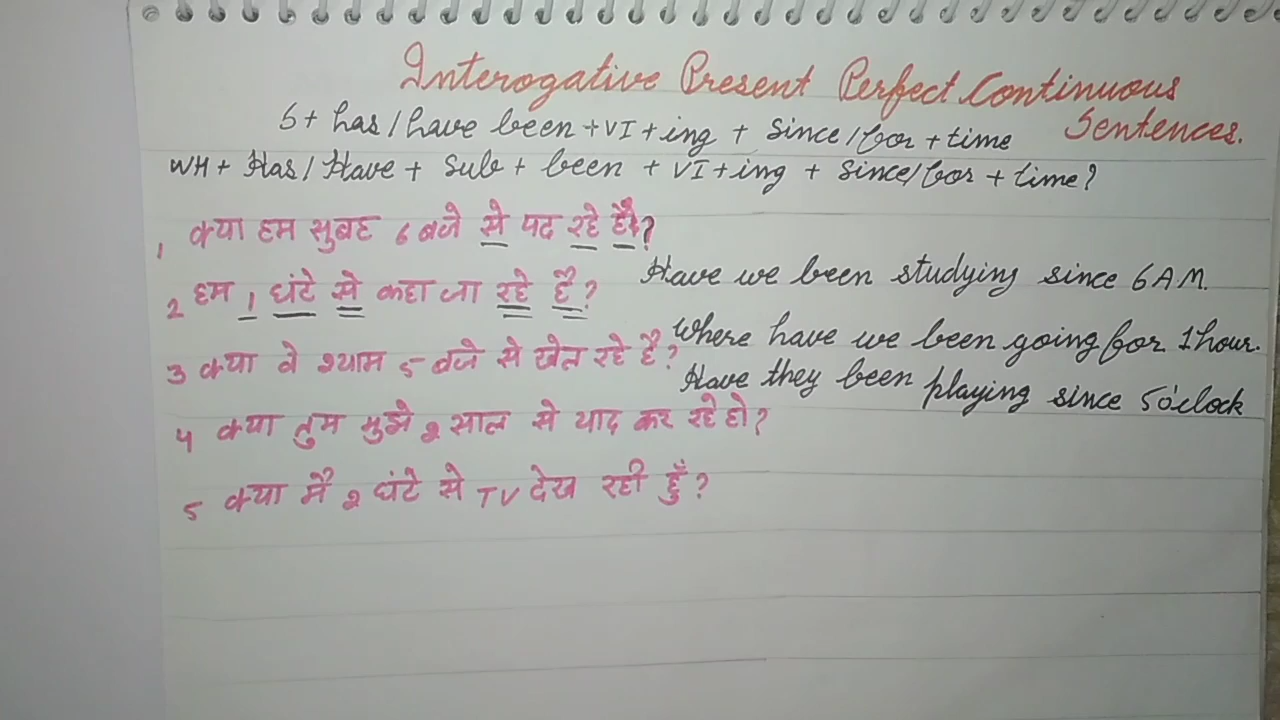 Interogative Present Perfect Continuous
Sentences.
S+ has/have been +VI+ing + Since/for + time
WH+ Has/Have + Sub + been + VI+ing + Since/for + time?
1 क्या हम सुबह 6 बजे से पढ रहे हैं?
Have we been studying since 6AM.
2 हम 1 घंटे से कहा जा रहे है?
Where have we been going for 1 hour.
3 क्या वे श्याम 5 बजे से खेल रहे है?
Have they been playing since 5o'clock
4 क्या तुम मुझे 2 साल से याद कर रहे हो?
5 क्या मै 2 घंटे से TV देख रही हुँ?